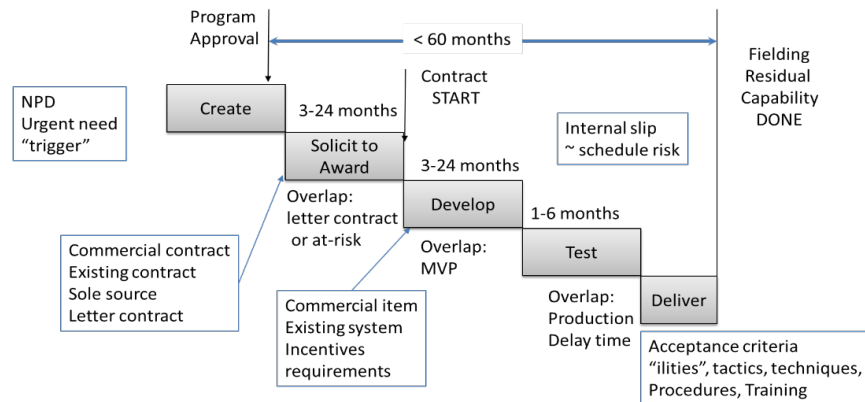 Program
Approval
< 60 months
Fielding
Residual
Capability
DONE
Contract
START
NPD
Urgent need
“trigger”
Create
3-24 months
Solicit to
Award
Internal slip
~ schedule risk
3-24 months
Overlap:
letter contract
or at-risk
Develop
1-6 months
Commercial contract
Existing contract
Sole source
Letter contract
Overlap:
MVP
Test
Commercial item
Existing system
Incentives
requirements
Overlap:
Production
Delay time
Deliver
Acceptance criteria
“ilities”, tactics, techniques,
Procedures, Training